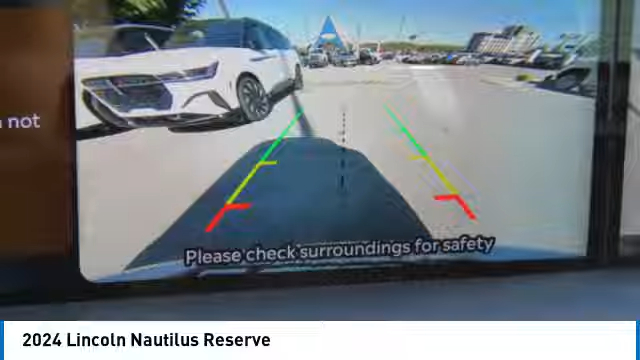 not
Please check surroundings for safety
2024 Lincoln Nautilus Reserve